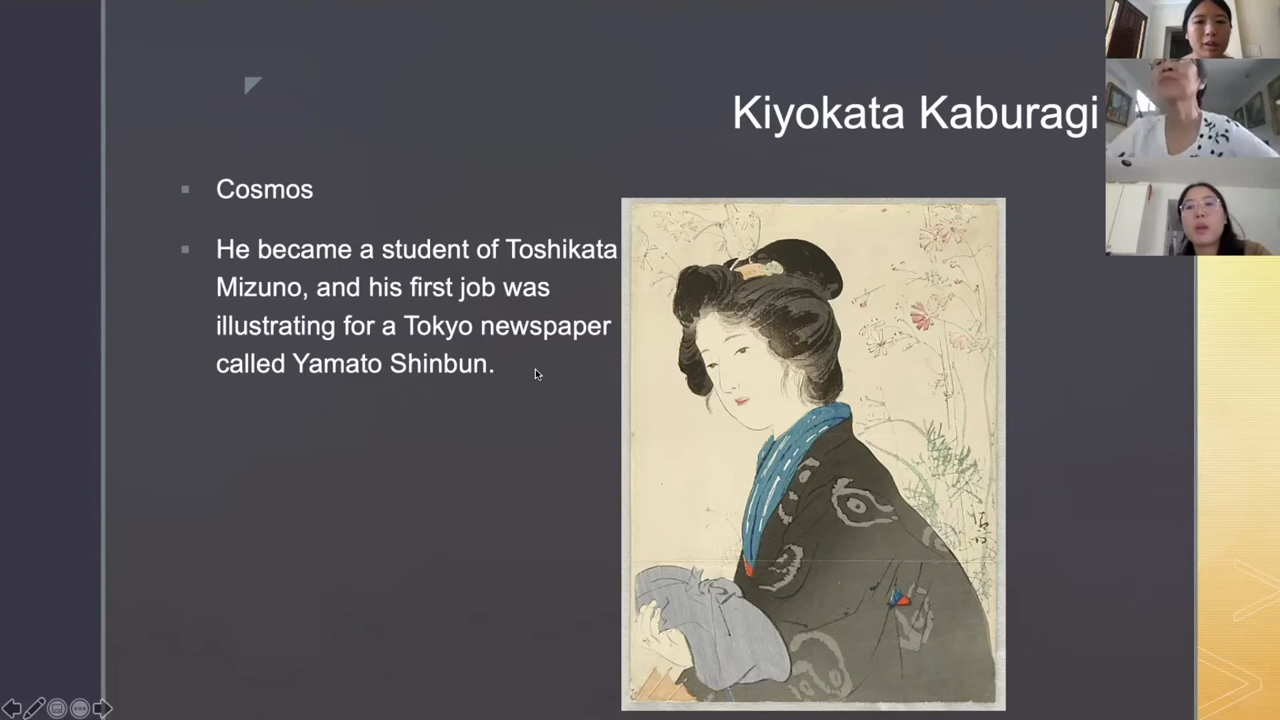 Kiyokata Kaburagi
Cosmos
He became a student of Toshikata
Mizuno, and his first job was
illustrating for a Tokyo newspaper
called Yamato Shinbun.